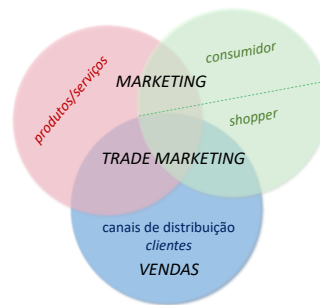 consumidor
MARKETING
produtos/serviços
shopper
TRADE MARKETING
canais de distribuição
clientes
VENDAS